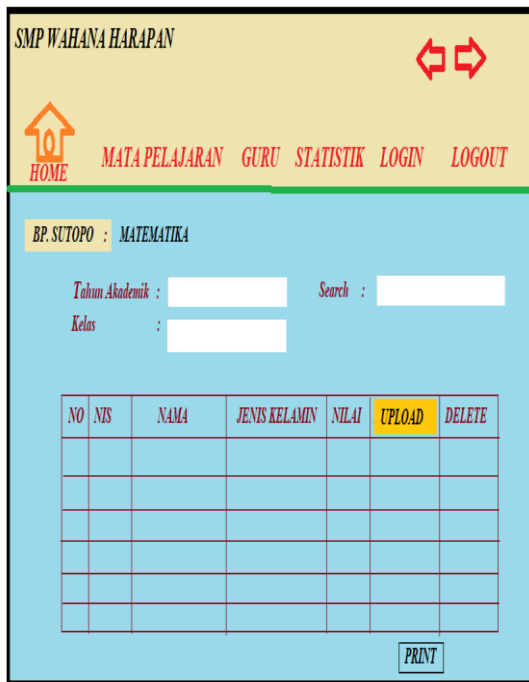 SMP WAHANA HARAPAN
HOME MATA PELAJARAN GURU STATISTIK LOGIN LOGOUT
BP. SUTOPO : MATEMATIKA
Tahun Akademik : Search :
Kelas :
NO NIS NAMA JENIS KELAMIN NILAI UPLOAD DELETE
PRINT